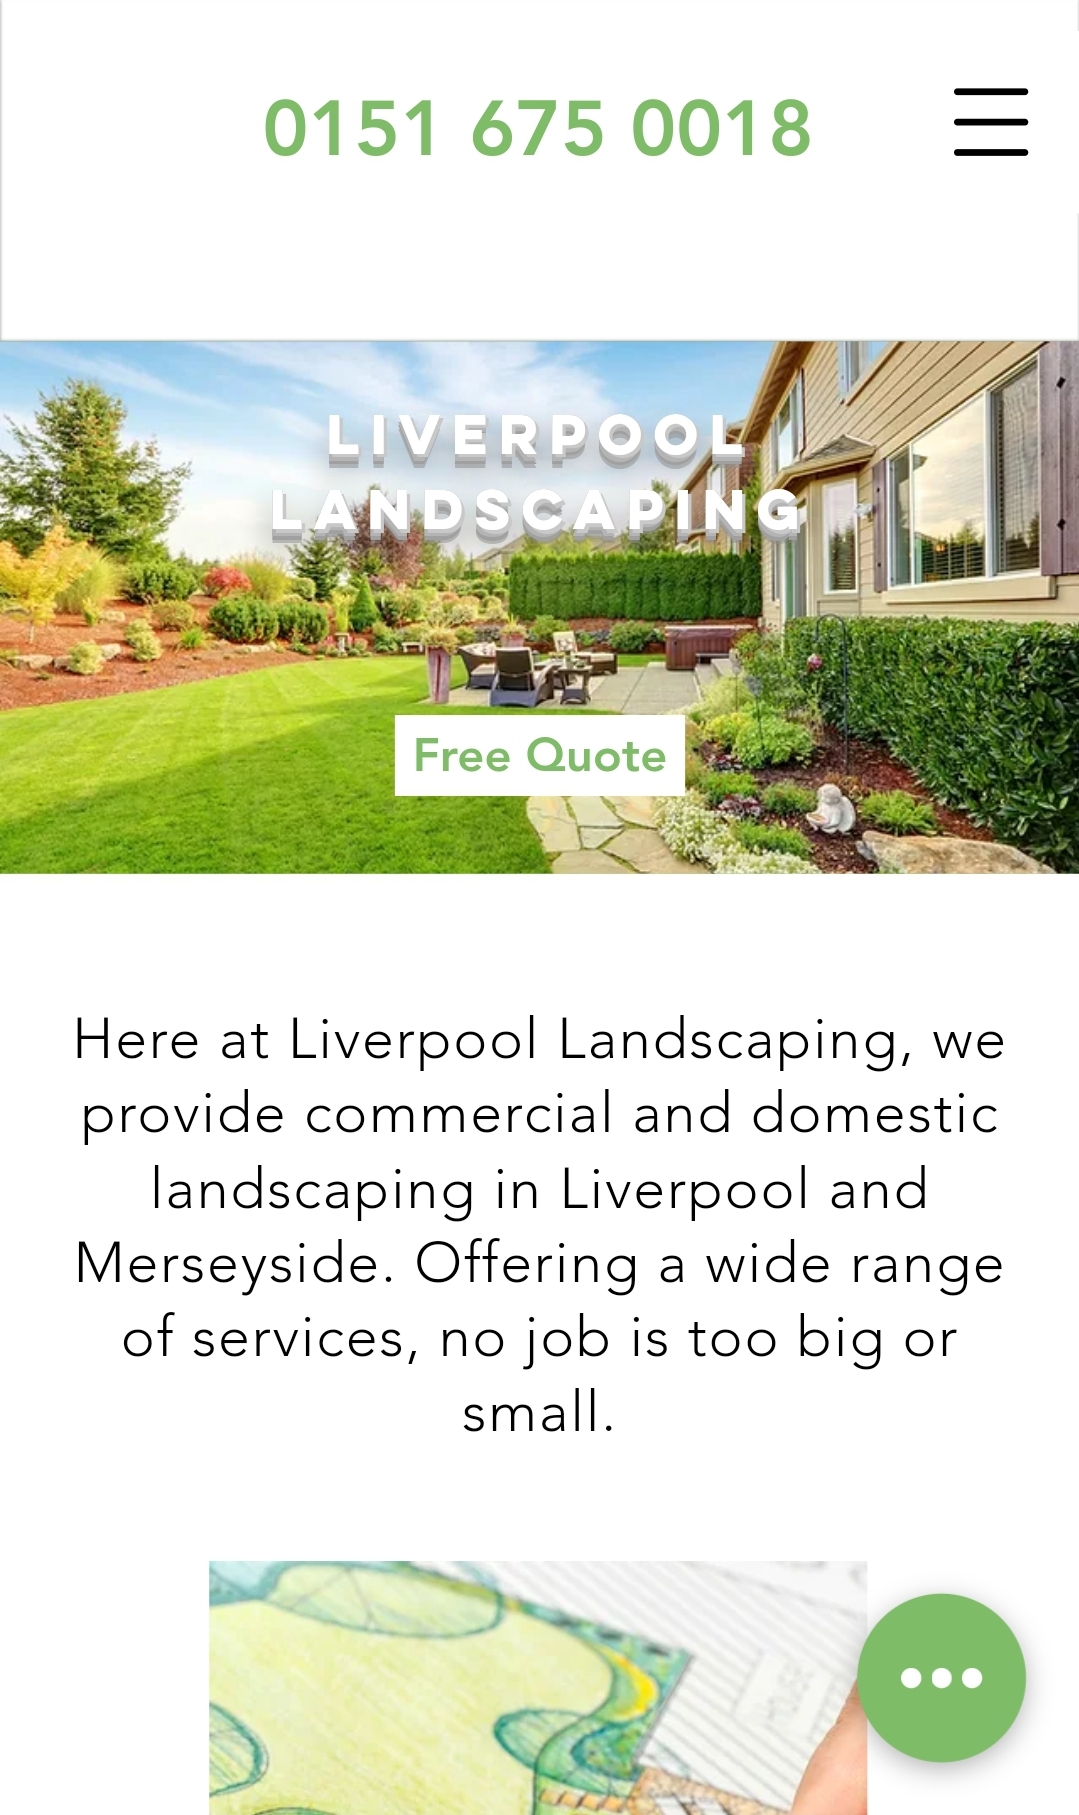 0151 675 0018
LIVERPOOL
LANDSCAPING
Free Quote
Here at Liverpool Landscaping, we
provide commercial and domestic
landscaping in Liverpool and
Merseyside. Offering a wide range
of services, no job is too big or
small.